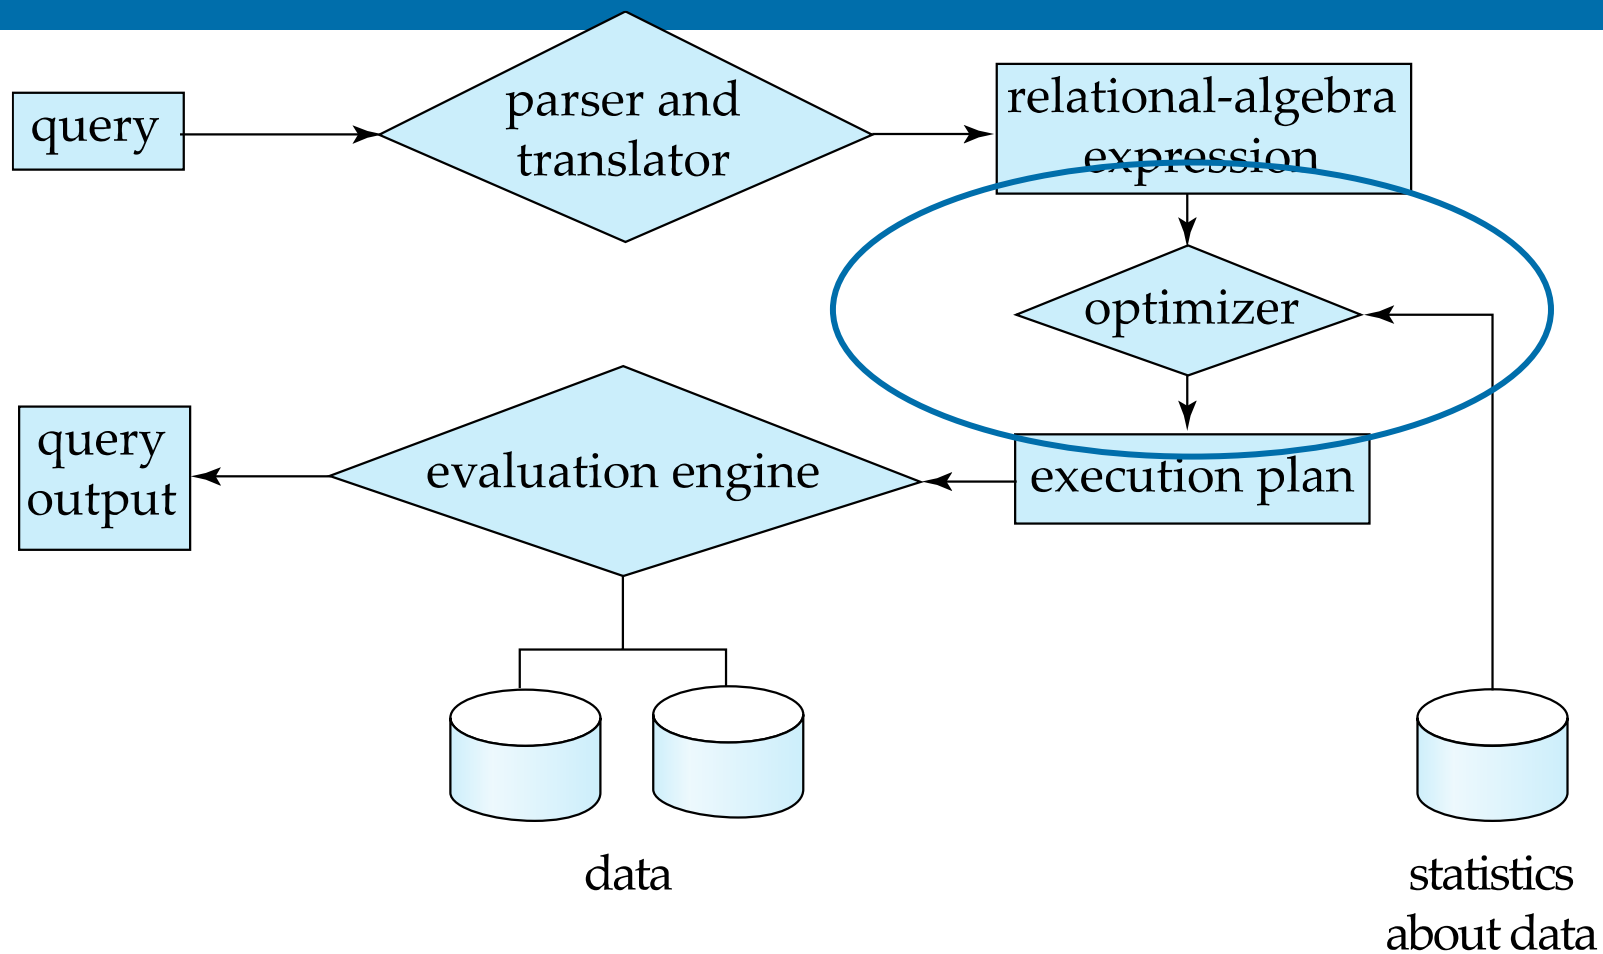 query
parser and
translator
relational-algebra
expression
optimizer
execution plan
evaluation engine
query
output
data
statistics
about data